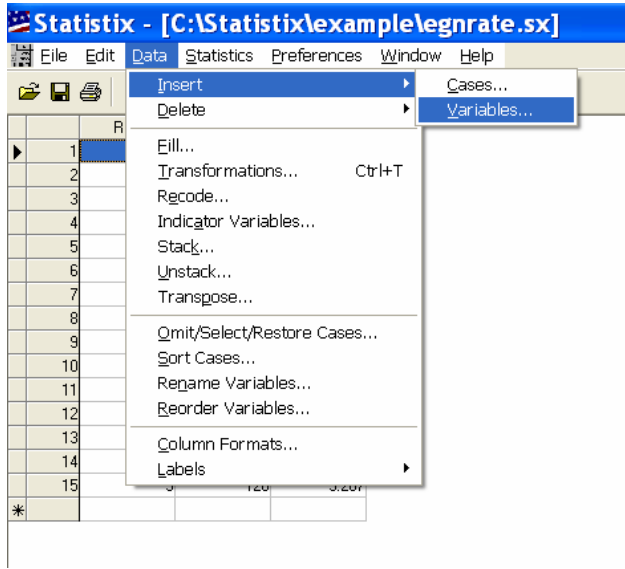 Statistix - [C:\Statistix\example\egnrate.sx]
File Edit Data Statistics Preferences Window Help
Insert Cases...
Delete Variables...
R
Fill...
Transformations... Ctrl+T
Recode...
Indicator Variables...
Stack...
Unstack...
Transpose...
Omit/Select/Restore Cases...
Sort Cases...
Rename Variables...
Reorder Variables...
Column Formats...
Labels
1
2
3
4
5
6
7
8
9
10
11
12
13
14
15
*